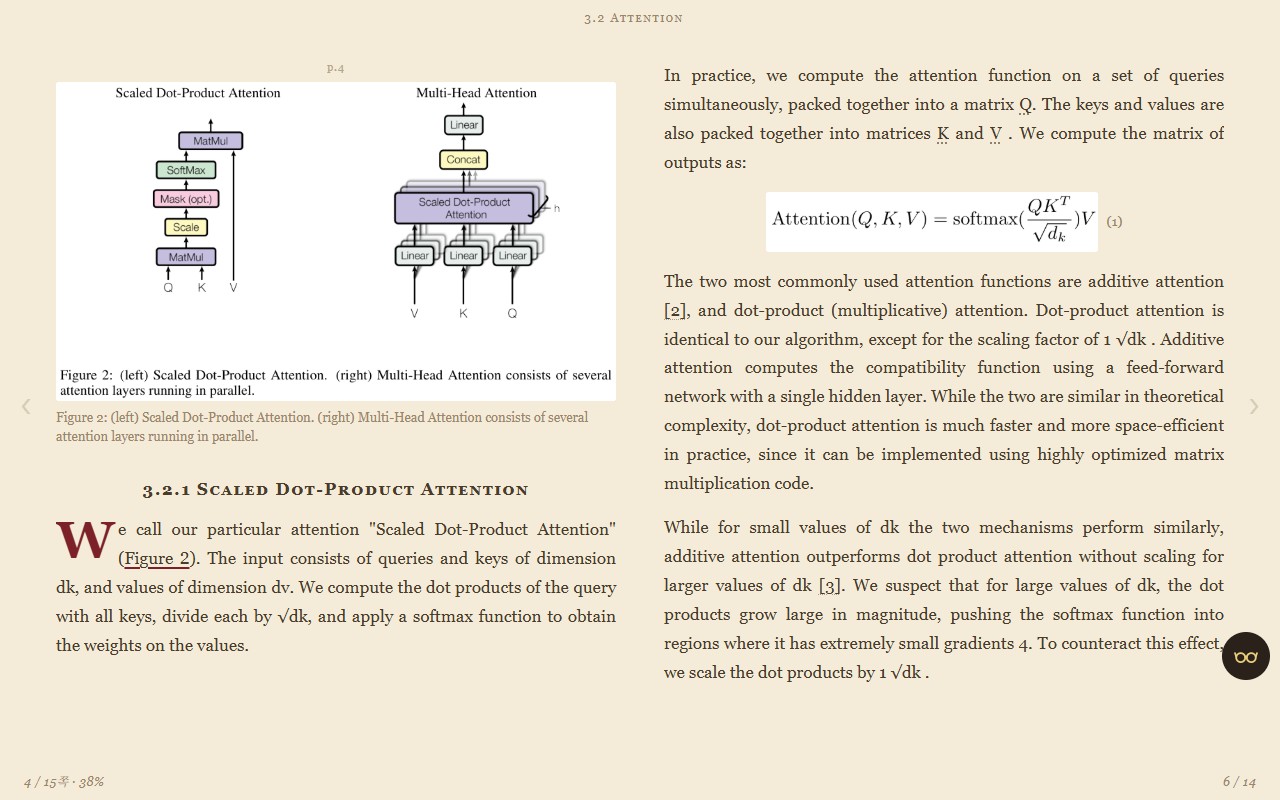 3.2 Attention
p.4
Scaled Dot-Product Attention
MatMul
SoftMax
Mask (opt.)
Scale
MatMul
Q K V
Multi-Head Attention
Linear
Concat
Scaled Dot-Product
Attention
h
Linear Linear Linear
V K Q
Figure 2: (left) Scaled Dot-Product Attention. (right) Multi-Head Attention consists of several
attention layers running in parallel.
Figure 2: (left) Scaled Dot-Product Attention. (right) Multi-Head Attention consists of several
attention layers running in parallel.
3.2.1 Scaled Dot-Product Attention
We call our particular attention "Scaled Dot-Product Attention"
(Figure 2). The input consists of queries and keys of dimension
dk, and values of dimension dv. We compute the dot products of the query
with all keys, divide each by √dk, and apply a softmax function to obtain
the weights on the values.
In practice, we compute the attention function on a set of queries
simultaneously, packed together into a matrix Q. The keys and values are
also packed together into matrices K and V . We compute the matrix of
outputs as:
Attention(Q, K, V) = softmax(QK^T/√d_k)V (1)
The two most commonly used attention functions are additive attention
[2], and dot-product (multiplicative) attention. Dot-product attention is
identical to our algorithm, except for the scaling factor of 1 √dk . Additive
attention computes the compatibility function using a feed-forward
network with a single hidden layer. While the two are similar in theoretical
complexity, dot-product attention is much faster and more space-efficient
in practice, since it can be implemented using highly optimized matrix
multiplication code.
While for small values of dk the two mechanisms perform similarly,
additive attention outperforms dot product attention without scaling for
larger values of dk [3]. We suspect that for large values of dk, the dot
products grow large in magnitude, pushing the softmax function into
regions where it has extremely small gradients 4. To counteract this effect,
we scale the dot products by 1 √dk .
4 / 15쪽 · 38%
6 / 14